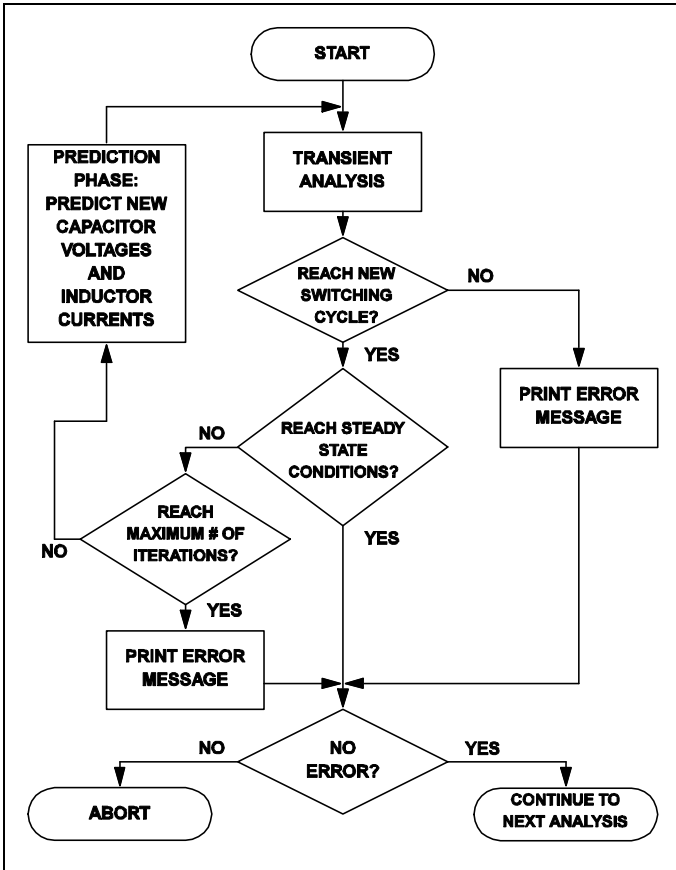 START
PREDICTION
PHASE:
PREDICT NEW
CAPACITOR
VOLTAGES
AND
INDUCTOR
CURRENTS
TRANSIENT
ANALYSIS
REACH NEW
SWITCHING
CYCLE?
NO
YES
PRINT ERROR
MESSAGE
REACH STEADY
STATE
CONDITIONS?
NO
YES
REACH
MAXIMUM # OF
ITERATIONS?
NO
YES
PRINT ERROR
MESSAGE
NO
ERROR?
NO
YES
ABORT
CONTINUE TO
NEXT ANALYSIS